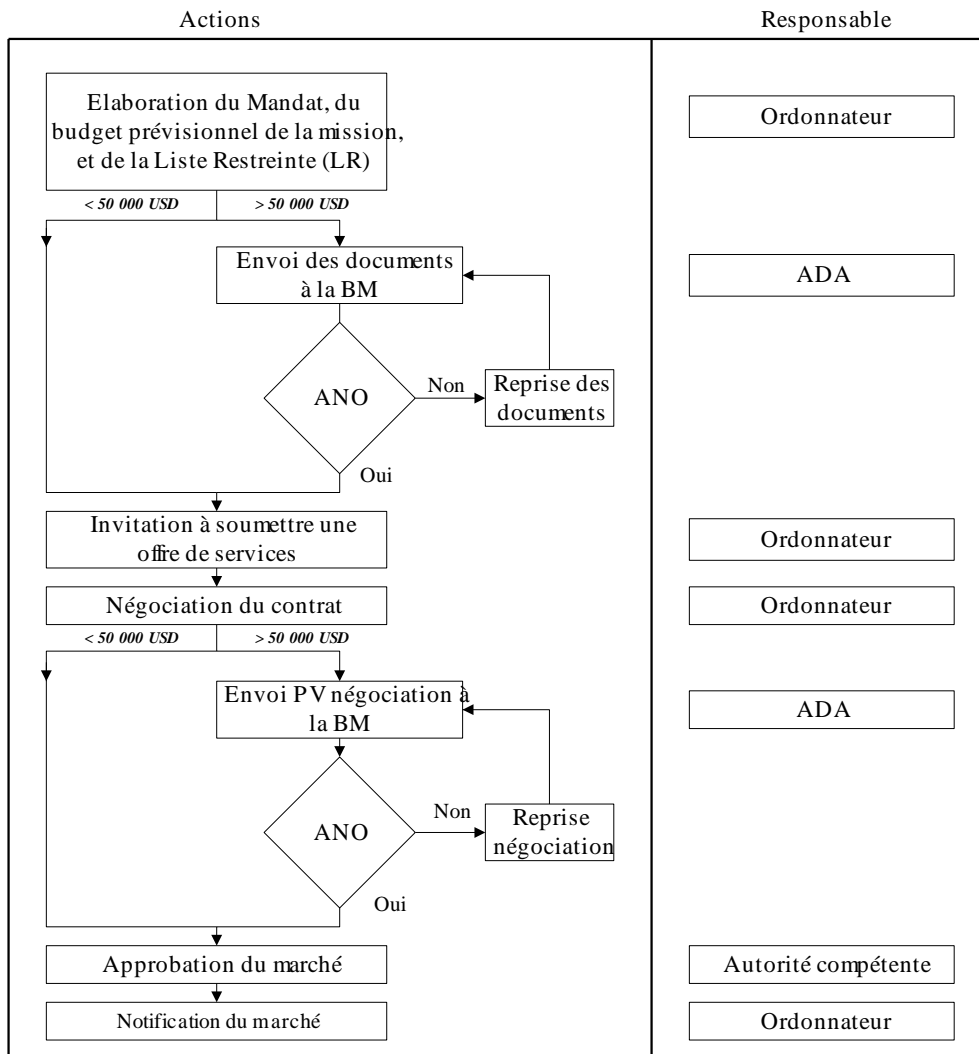 Actions
Responsable
Elaboration du Mandat, du
budget prévisionnel de la mission,
et de la Liste Restreinte (LR)
Ordonnateur
< 50 000 USD
> 50 000 USD
Envoi des documents
à la BM
ADA
ANO
Non
Reprise des
documents
Oui
Invitation à soumettre une
offre de services
Ordonnateur
Négociation du contrat
Ordonnateur
< 50 000 USD
> 50 000 USD
Envoi PV négociation à
la BM
ADA
ANO
Non
Reprise
négociation
Oui
Approbation du marché
Autorité compétente
Notification du marché
Ordonnateur